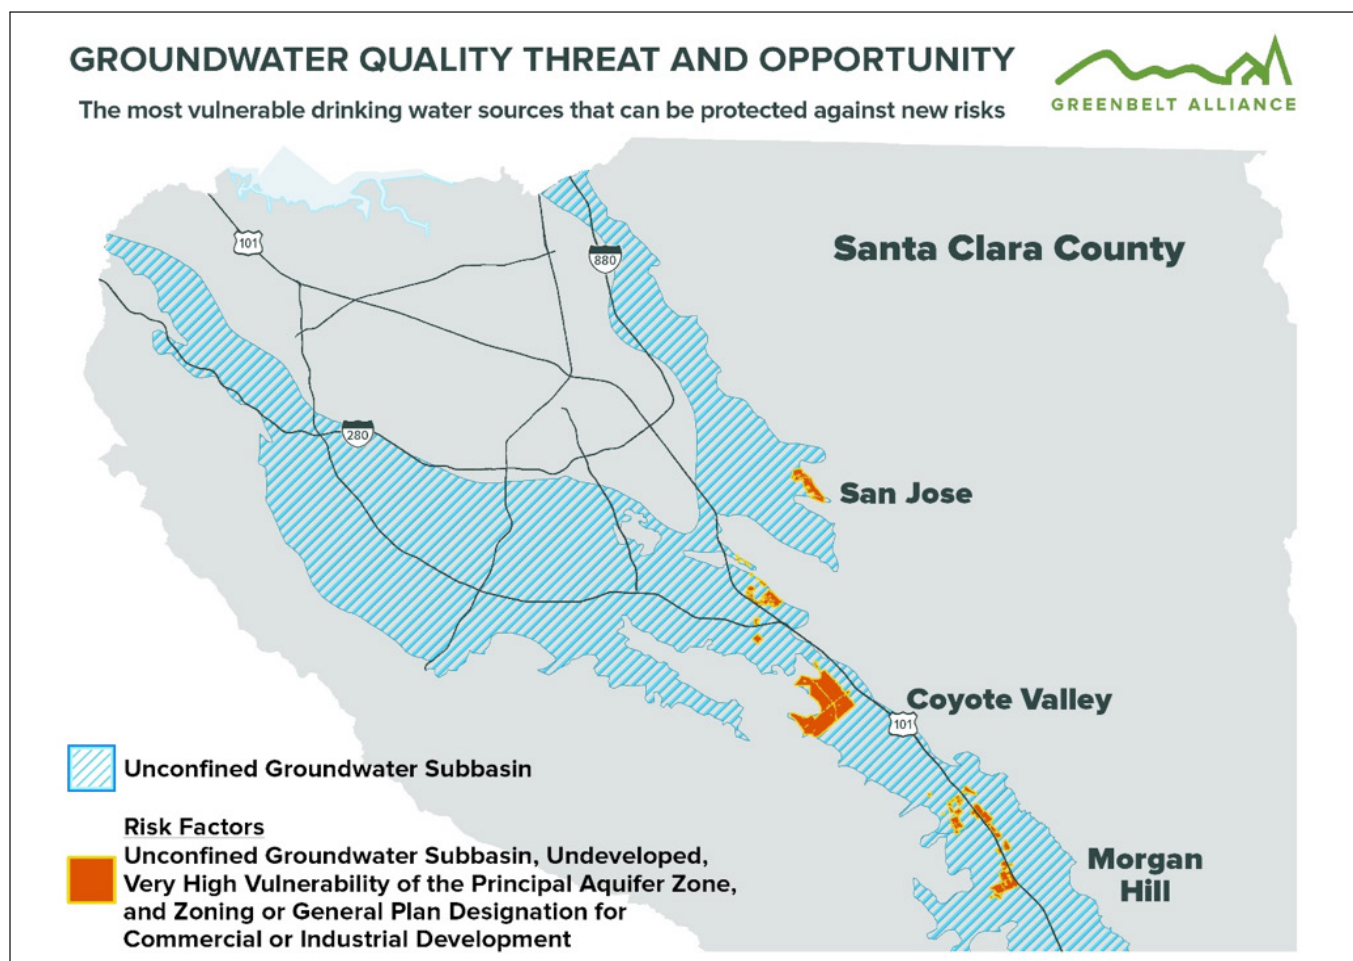 GROUNDWATER QUALITY THREAT AND OPPORTUNITY
The most vulnerable drinking water sources that can be protected against new risks
GREENBELT ALLIANCE
101
880
Santa Clara County
280
San Jose
Coyote Valley
101
Unconfined Groundwater Subbasin
Risk Factors
Unconfined Groundwater Subbasin, Undeveloped,
Very High Vulnerability of the Principal Aquifer Zone,
and Zoning or General Plan Designation for
Commercial or Industrial Development
Morgan
Hill